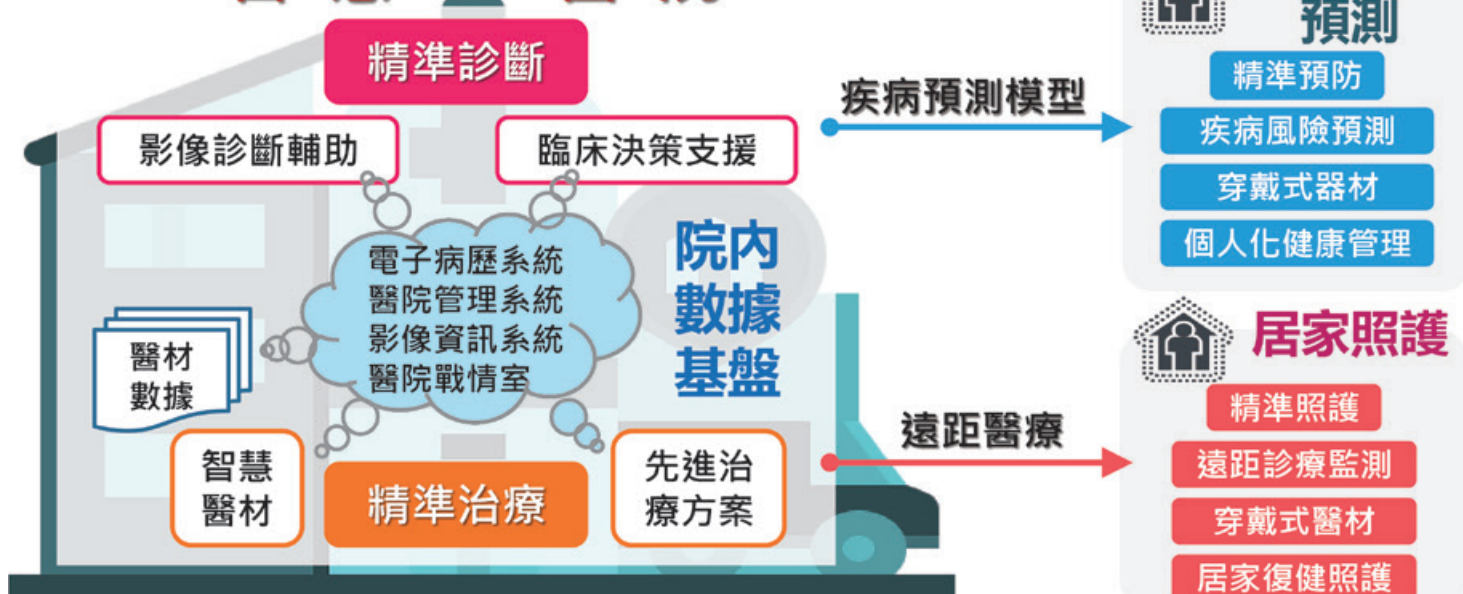 精準診斷
影像診斷輔助
臨床決策支援
電子病歷系統
醫院管理系統
影像資訊系統
醫院戰情室
院內
數據
基盤
醫材
數據
智慧
醫材
精準治療
先進治
療方案
疾病預測模型
預測
精準預防
疾病風險預測
穿戴式器材
個人化健康管理
遠距醫療
居家照護
精準照護
遠距診療監測
穿戴式醫材
居家復健照護